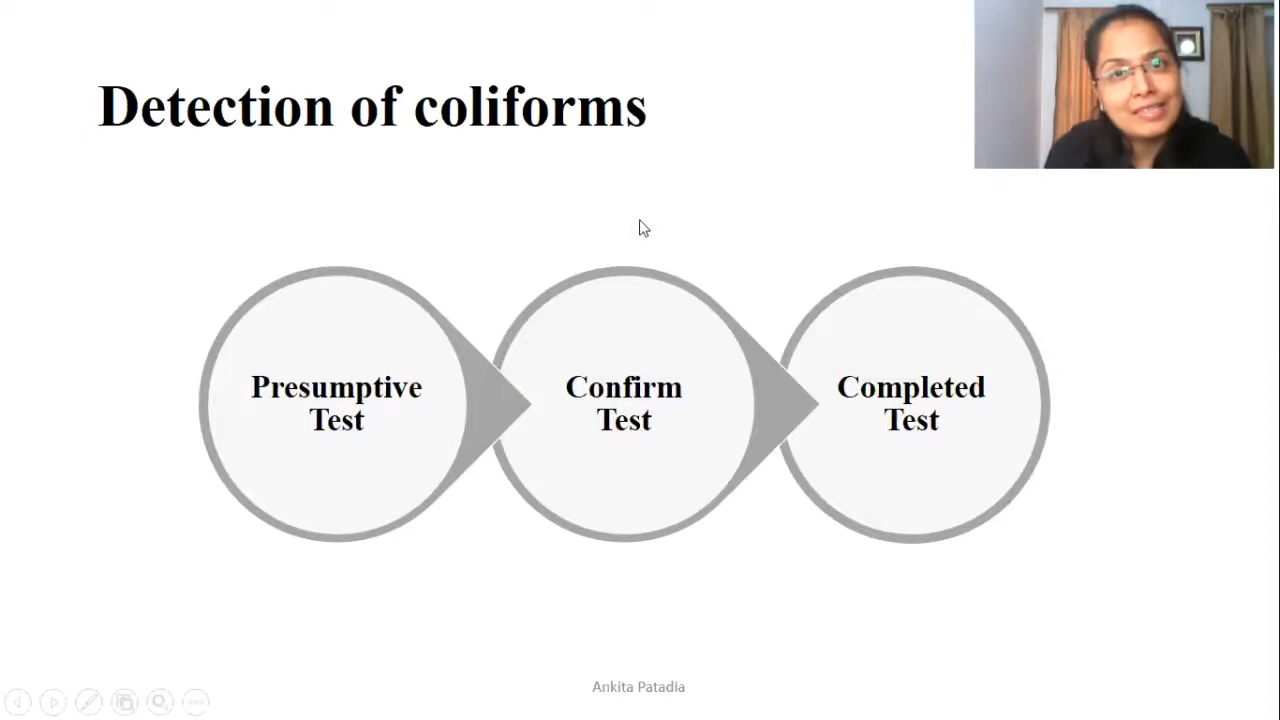 Detection of coliforms
Presumptive
Test
Confirm
Test
Completed
Test
Ankita Patadia